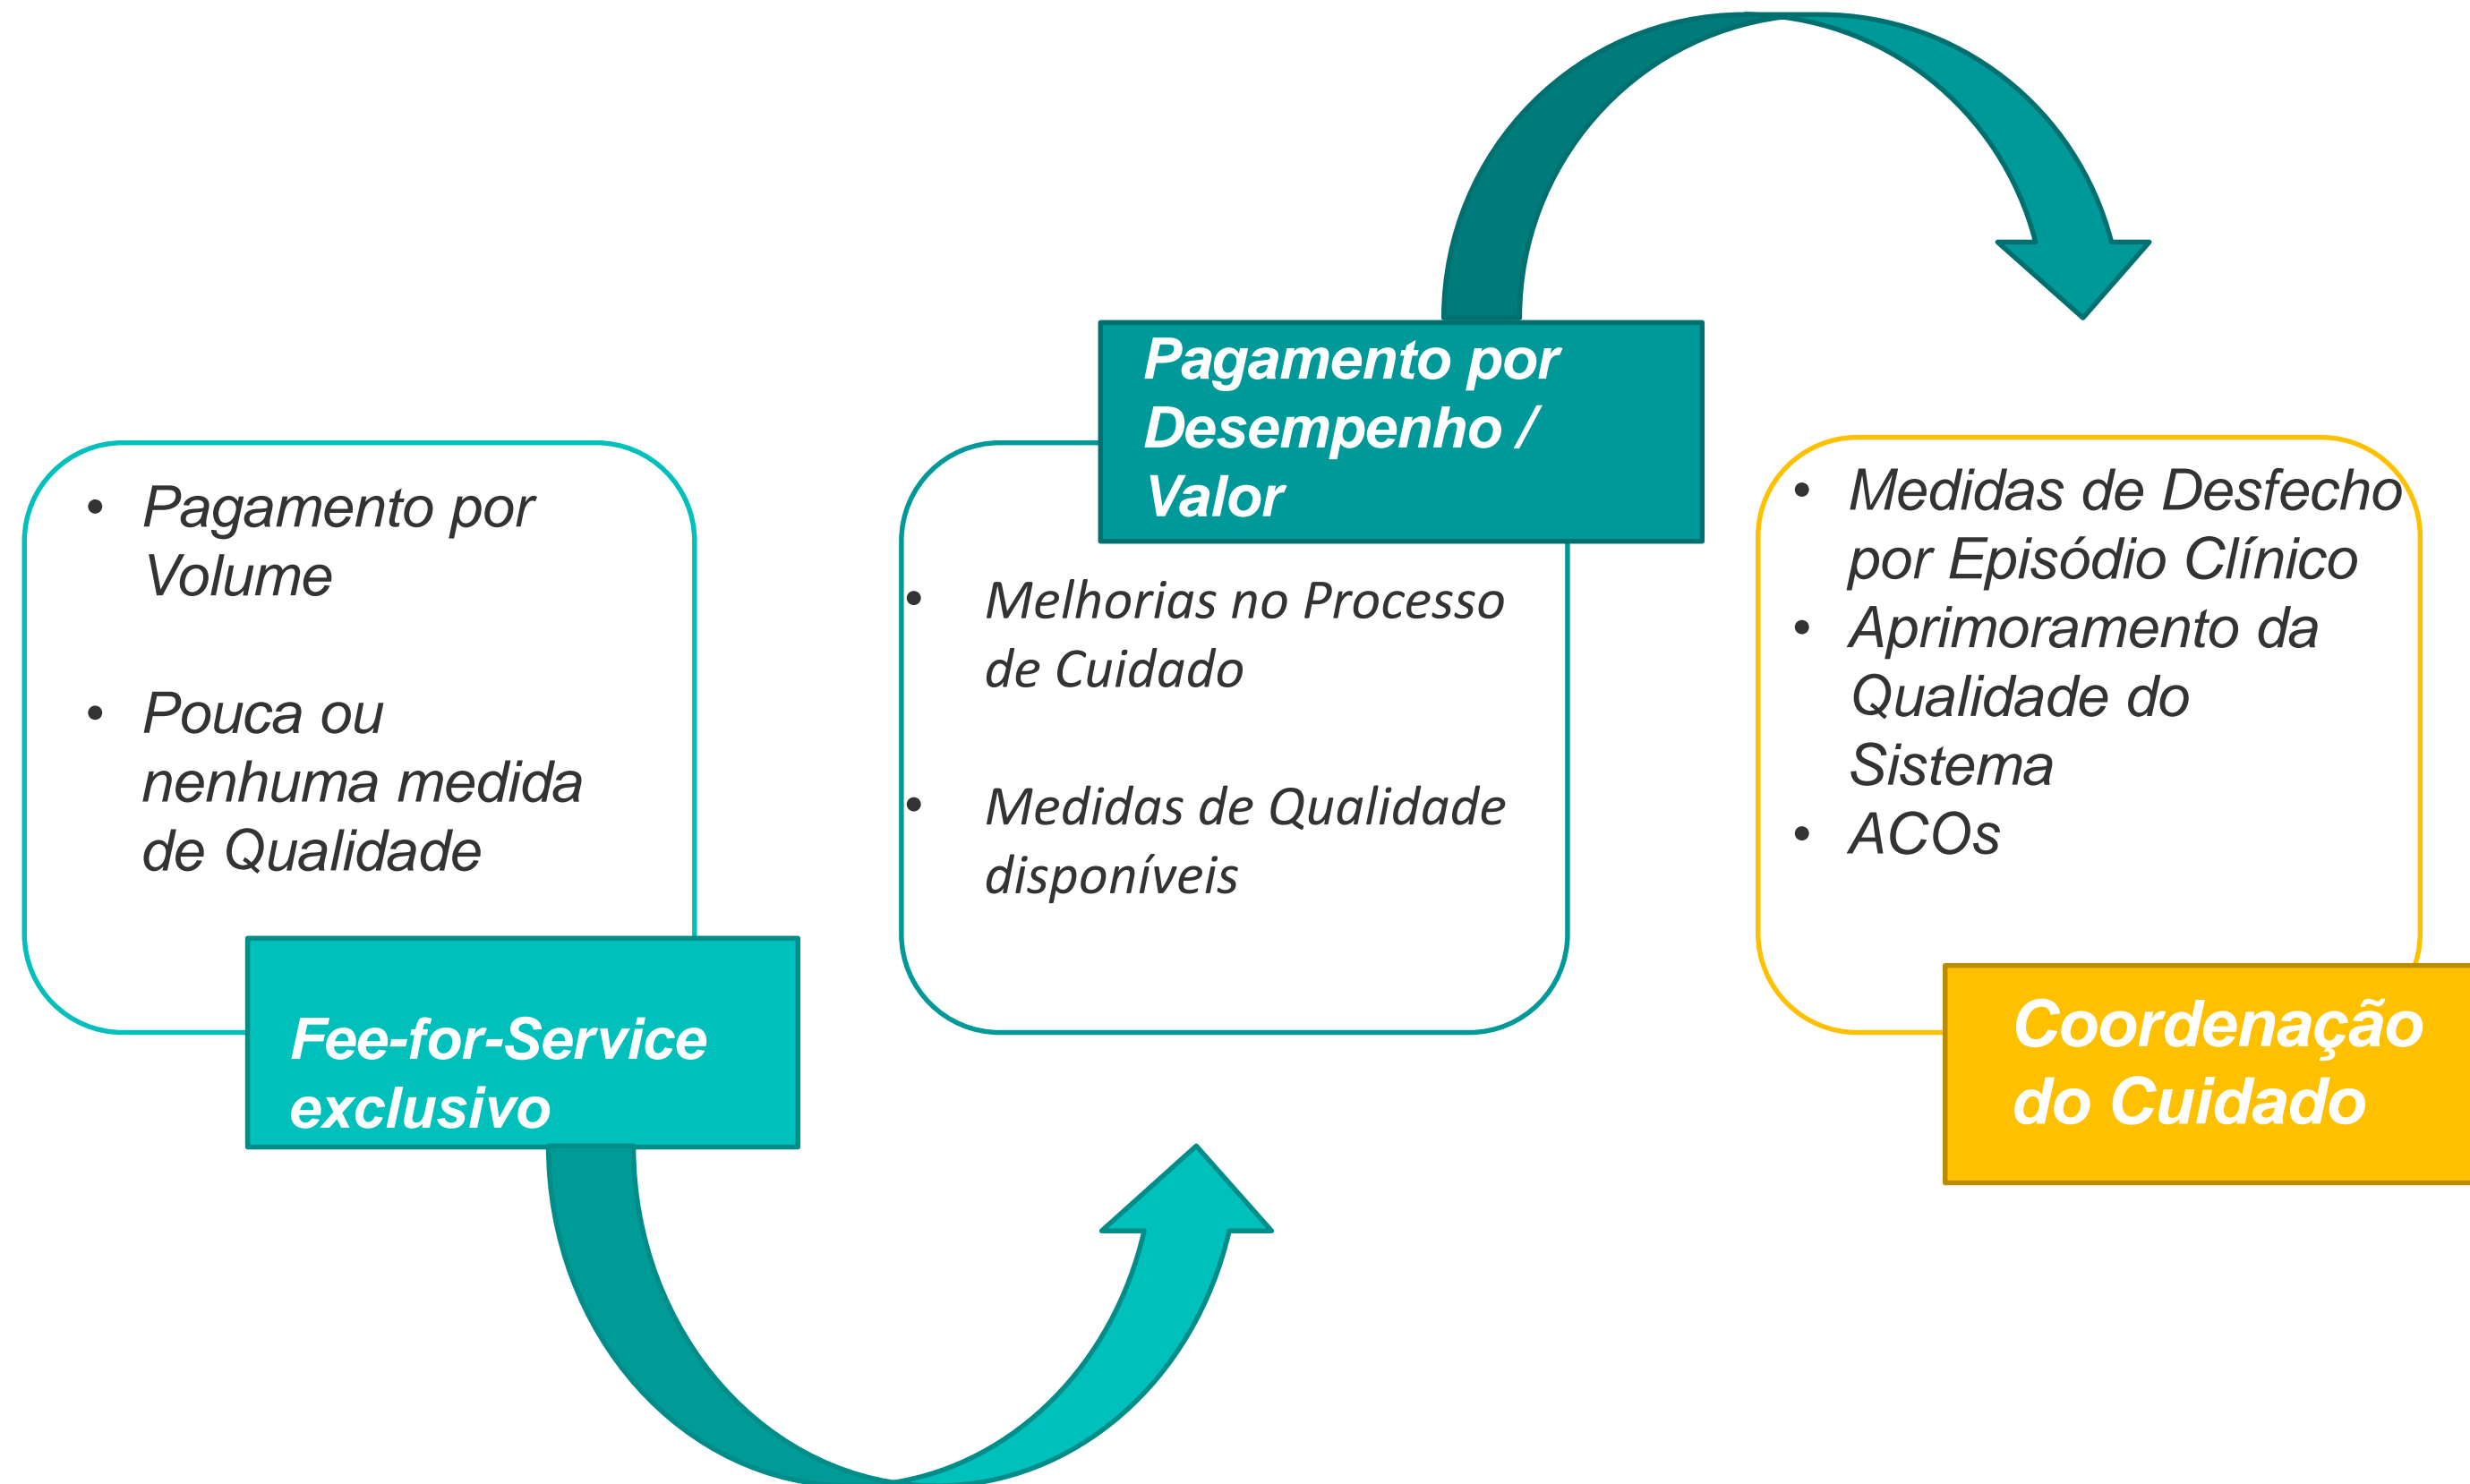 • Pagamento por
Volume
• Pouca ou
nenhuma medida
de Qualidade
Fee-for-Service
exclusivo
Pagamento por
Desempenho /
Valor
• Melhorias no Processo
de Cuidado
• Medidas de Qualidade
disponíveis
• Medidas de Desfecho
por Episódio Clínico
• Aprimoramento da
Qualidade do
Sistema
• ACOs
Coordenação
do Cuidado